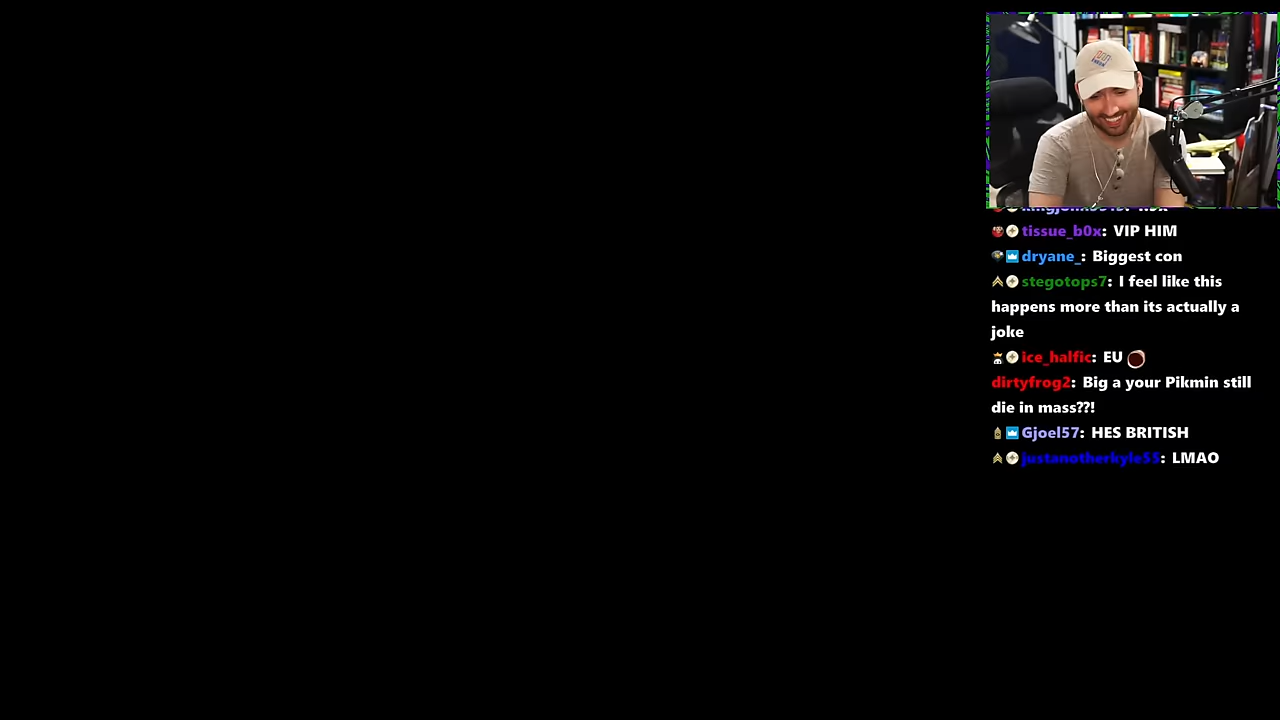 tissue_b0x: VIP HIM
dryane_: Biggest con
stegotops7: I feel like this
happens more than its actually a
joke
ice_halfic: EU
dirtyfrog2: Big a your Pikmin still
die in mass??!
Gjoel57: HES BRITISH
justanotherkyle55: LMAO